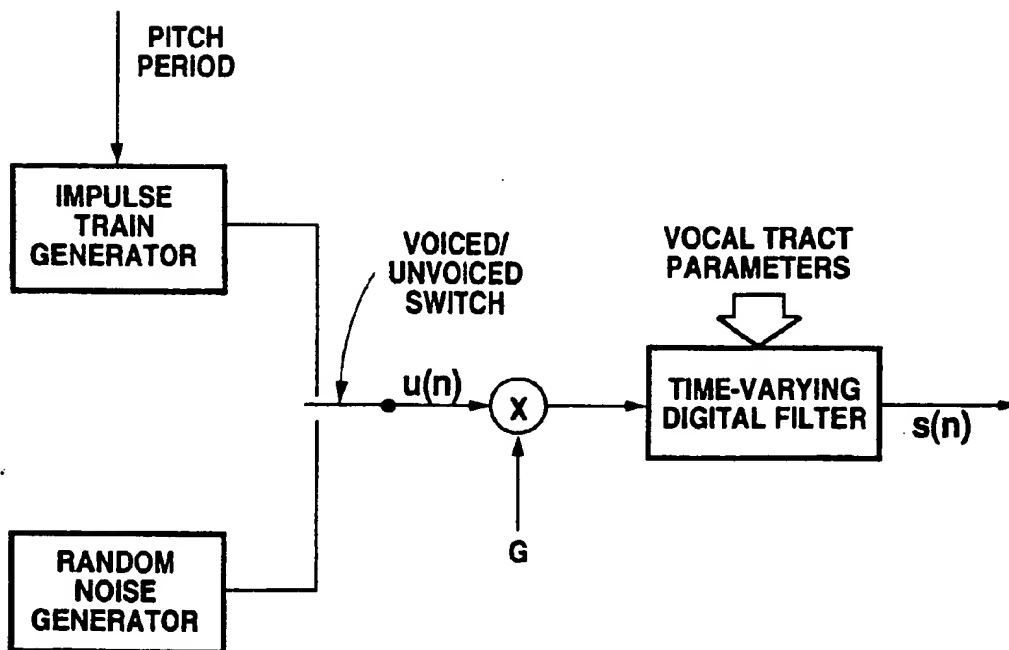 PITCH
PERIOD
IMPULSE
TRAIN
GENERATOR
VOICED/
UNVOICED
SWITCH
VOCAL TRACT
PARAMETERS
u(n)
X
TIME-VARYING
DIGITAL FILTER
s(n)
G
RANDOM
NOISE
GENERATOR